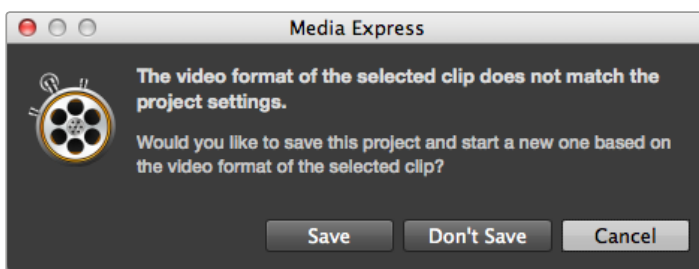 Media Express
The video format of the selected clip does not match the
project settings.
Would you like to save this project and start a new one based on
the video format of the selected clip?
Save
Don't Save
Cancel